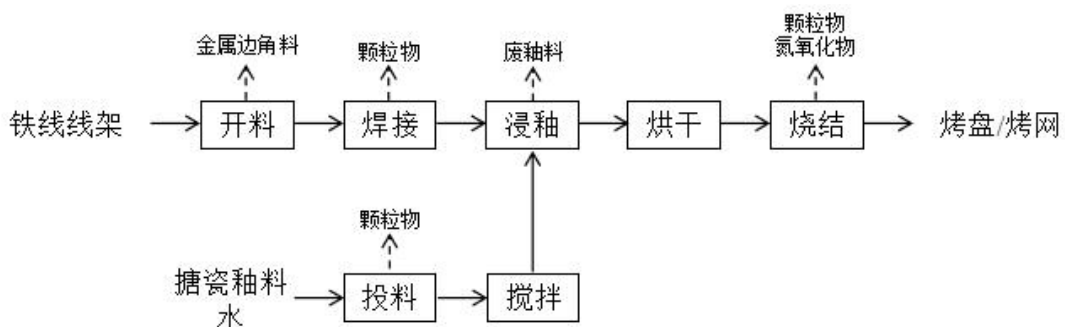 颗粒物
氮氧化物
金属边角料
颗粒物
废釉料
铁线线架
开料
焊接
浸釉
烘干
烧结
烤盘/烤网
颗粒物
搪瓷釉料
水
投料
搅拌